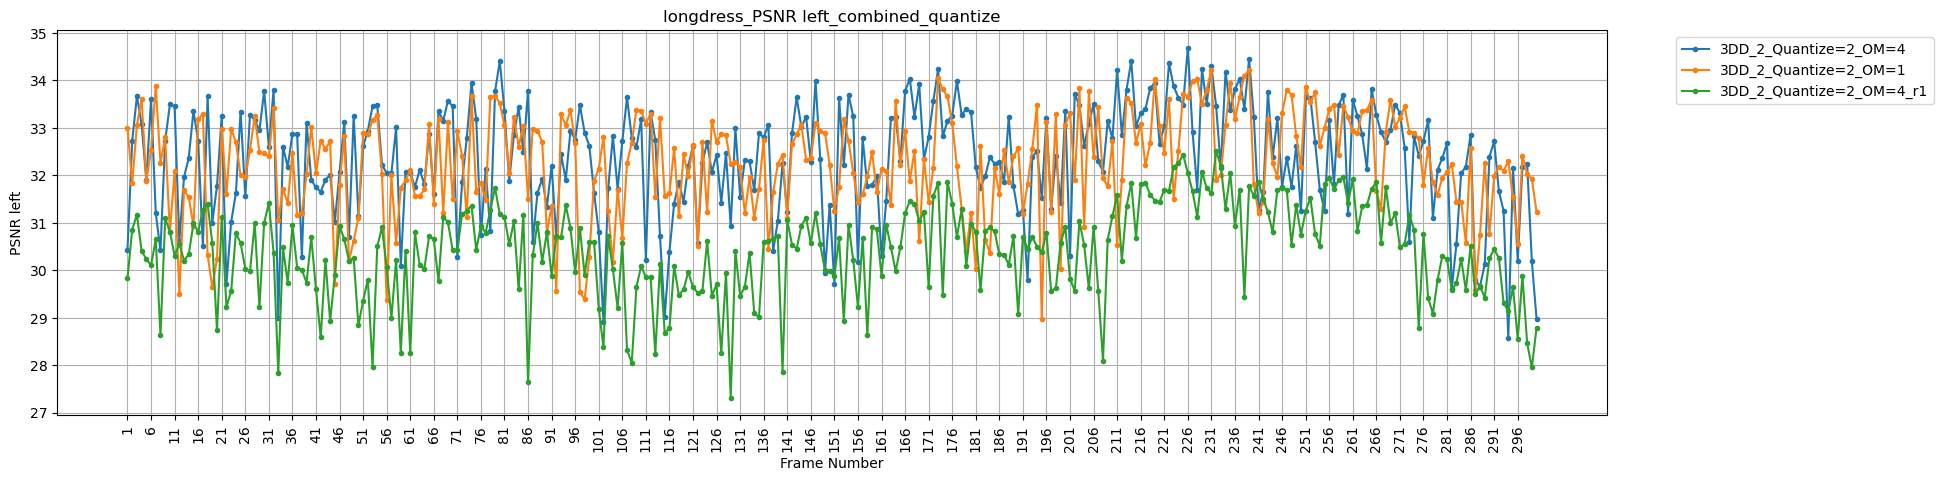 longdress_PSNR left_combined_quantize
3DD_2_Quantize=2_OM=4
3DD_2_Quantize=2_OM=1
3DD_2_Quantize=2_OM=4_r1
PSNR left
35
34
33
32
31
30
29
28
27
1 6 11 16 21 26 31 36 41 46 51 56 61 66 71 76 81 86 91 96 101 106 111 116 121 126 131 136 141 146 151 156 161 166 171 176 181 186 191 196 201 206 211 216 221 226 231 236 241 246 251 256 261 266 271 276 281 286 291 296
Frame Number